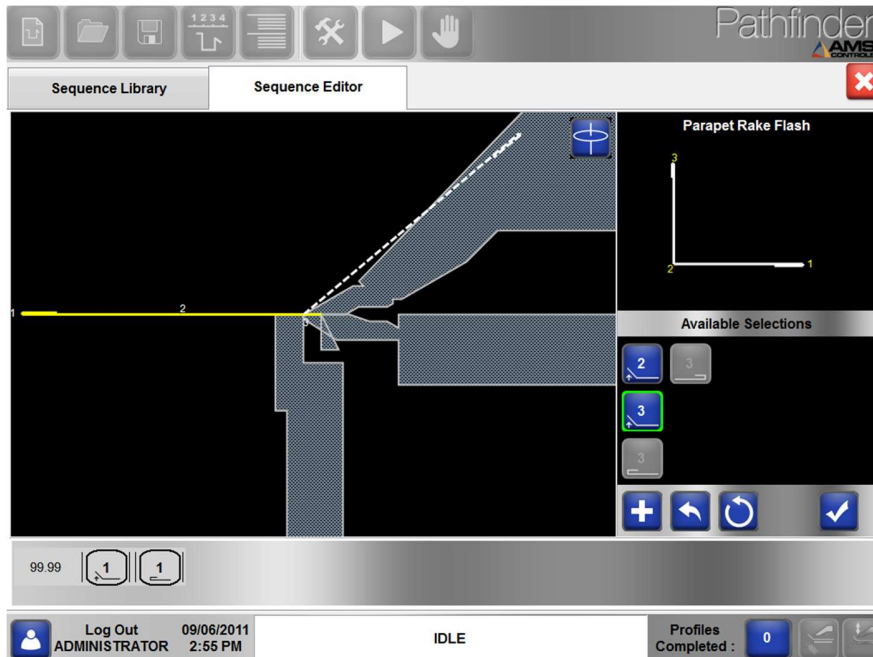 1 2 3 4
Pathfinder
AMS
CONTROLS
Sequence Library
Sequence Editor
Parapet Rake Flash
3
2
1
1
2
3
Available Selections
2
3
3
3
99.99
1
1
Log Out
ADMINISTRATOR
09/06/2011
2:55 PM
IDLE
Profiles
Completed :
0